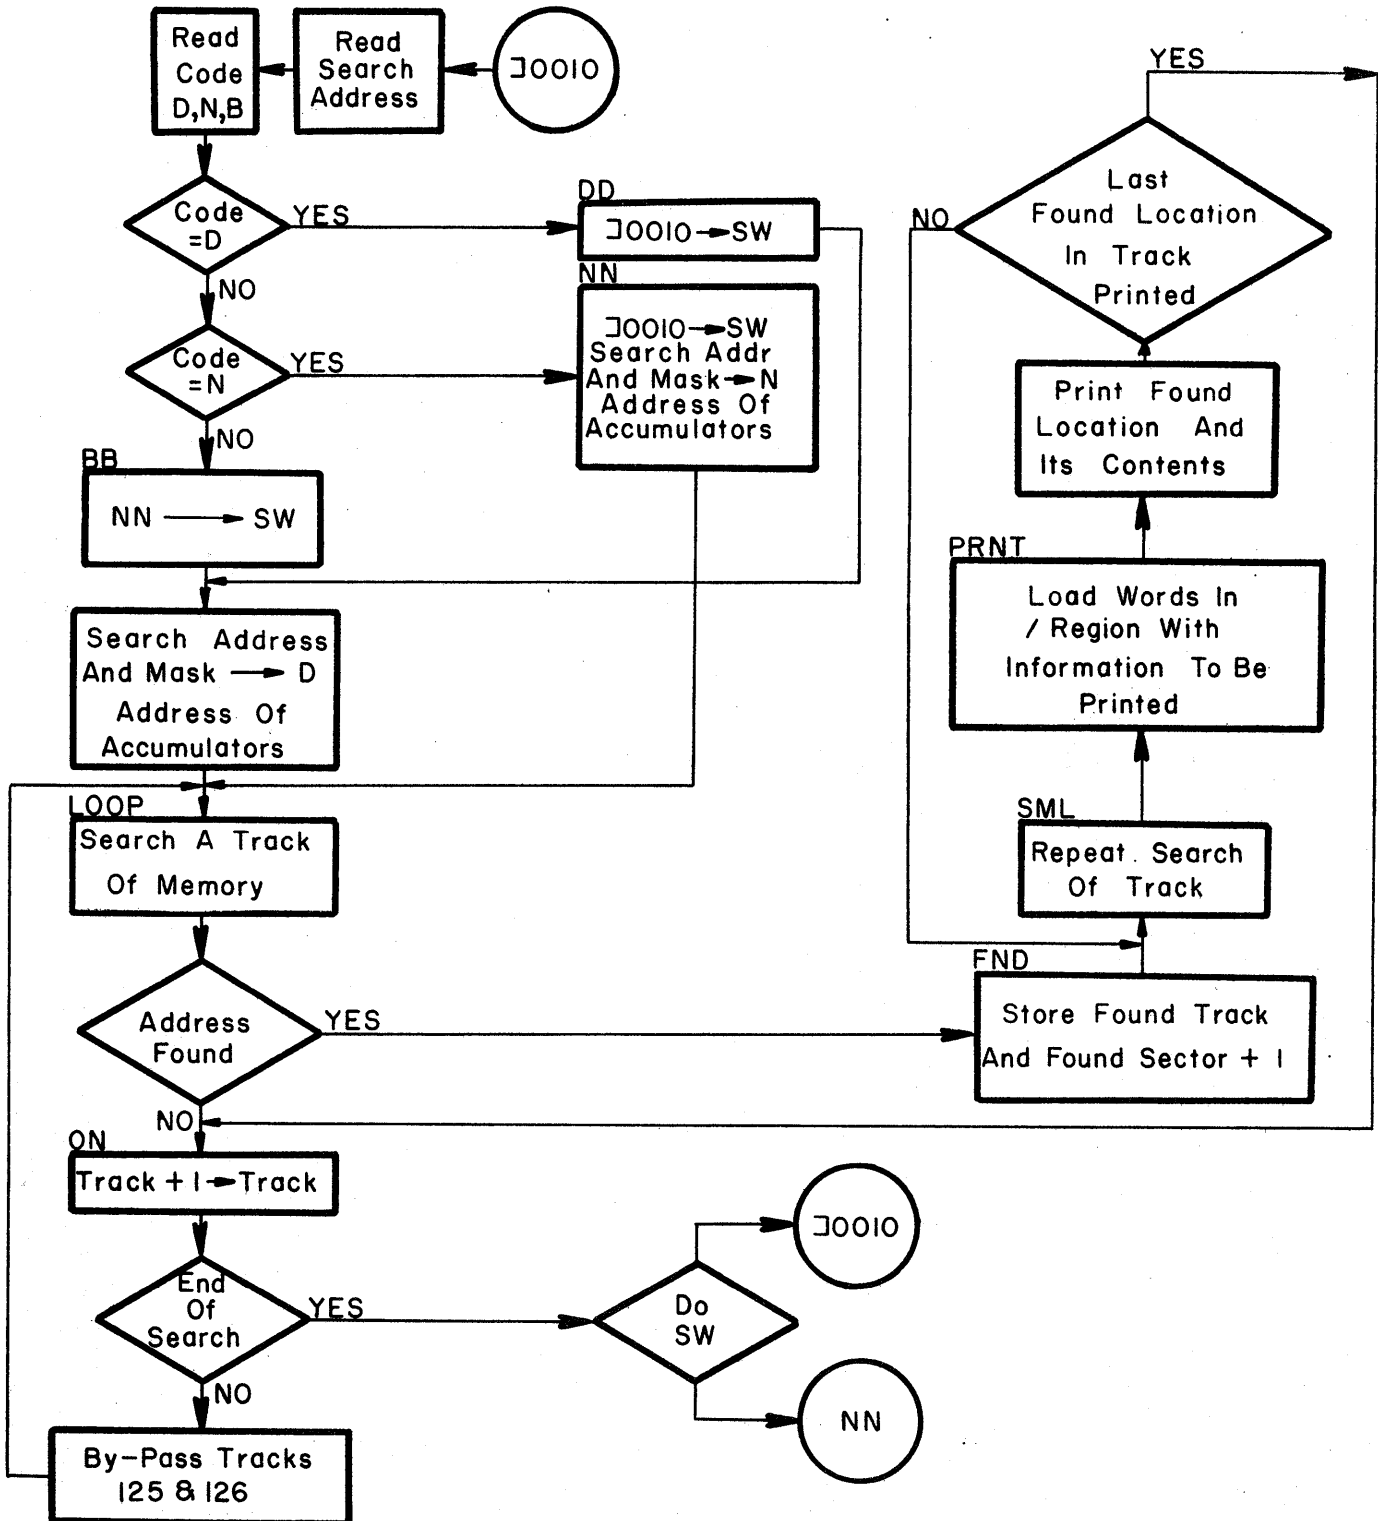 ⊐0010
Read
Search
Address
Read
Code
D,N,B
Code
=D
YES
NO
DD
⊐0010→SW
Code
=N
YES
NO
NN
⊐0010→SW
Search Addr
And Mask→N
Address Of
Accumulators
BB
NN → SW
Search Address
And Mask → D
Address Of
Accumulators
LOOP
Search A Track
Of Memory
Address
Found
YES
NO
FND
Store Found Track
And Found Sector + 1
SML
Repeat. Search
Of Track
PRNT
Load Words In
/ Region With
Information To Be
Printed
Print Found
Location And
Its Contents
Last
Found Location
In Track
Printed
YES
NO
ON
Track + 1→Track
End
Of
Search
YES
NO
Do
SW
⊐0010
NN
By-Pass Tracks
125 & 126